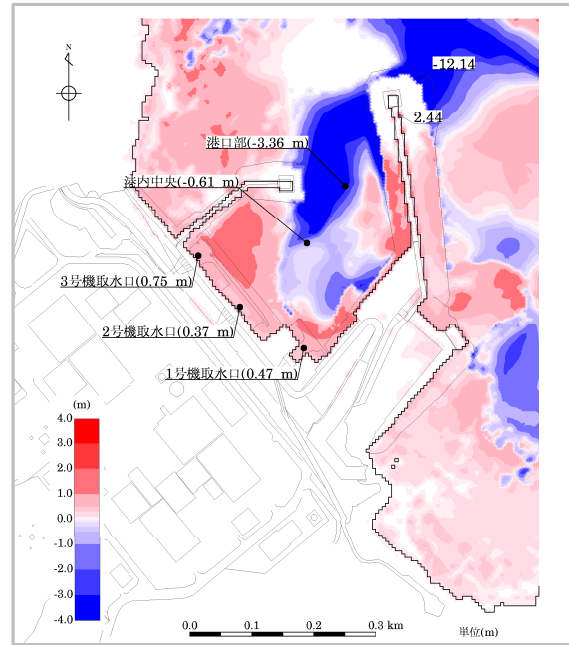 N
-12.14
2.44
港口部(-3.36 m)
港内中央(-0.61 m)
3号機取水口(0.75 m)
2号機取水口(0.37 m)
1号機取水口(0.47 m)
(m)
4.0
3.0
2.0
1.0
0.0
-1.0
-2.0
-3.0
-4.0
0.0 0.1 0.2 0.3 km
単位(m)